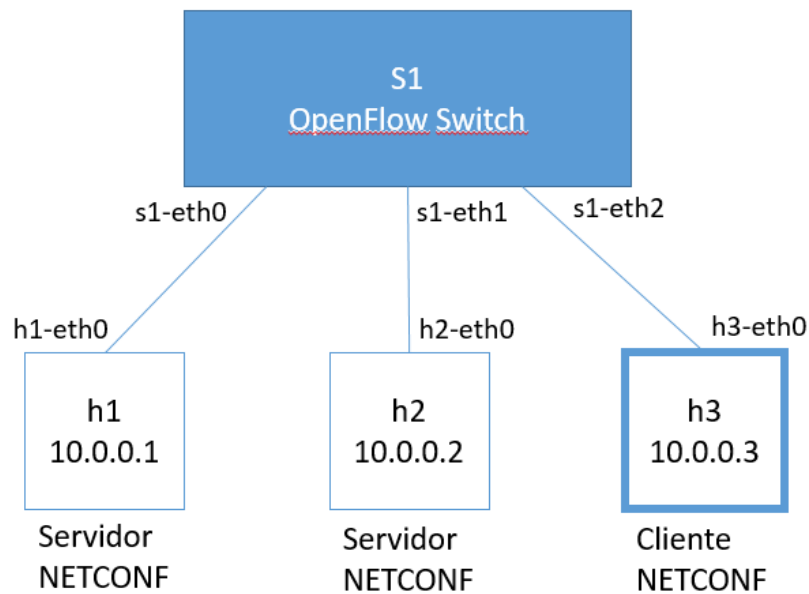 S1
OpenFlow Switch
s1-eth0
s1-eth1
s1-eth2
h1-eth0
h2-eth0
h3-eth0
h1
10.0.0.1
h2
10.0.0.2
h3
10.0.0.3
Servidor
NETCONF
Servidor
NETCONF
Cliente
NETCONF